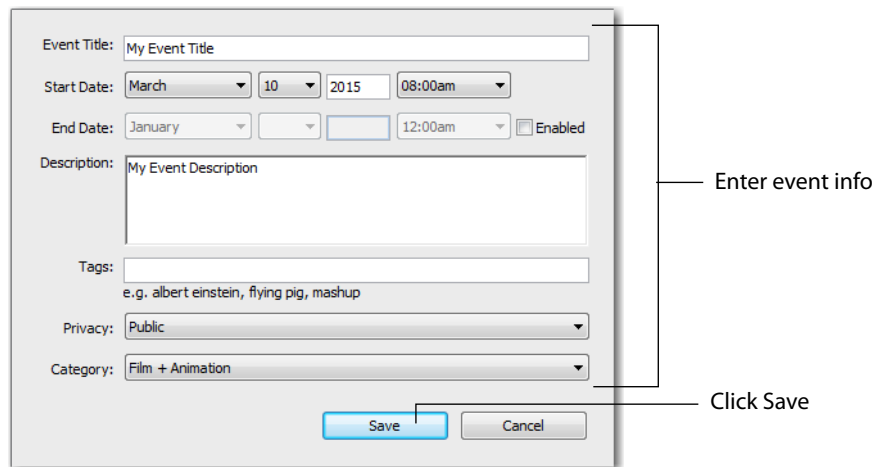 Event Title: My Event Title
Start Date: March 10 2015 08:00am
End Date: January 12:00am Enabled
Description: My Event Description
Enter event info
Tags:
e.g. albert einstein, flying pig, mashup
Privacy: Public
Category: Film + Animation
Click Save
Save Cancel